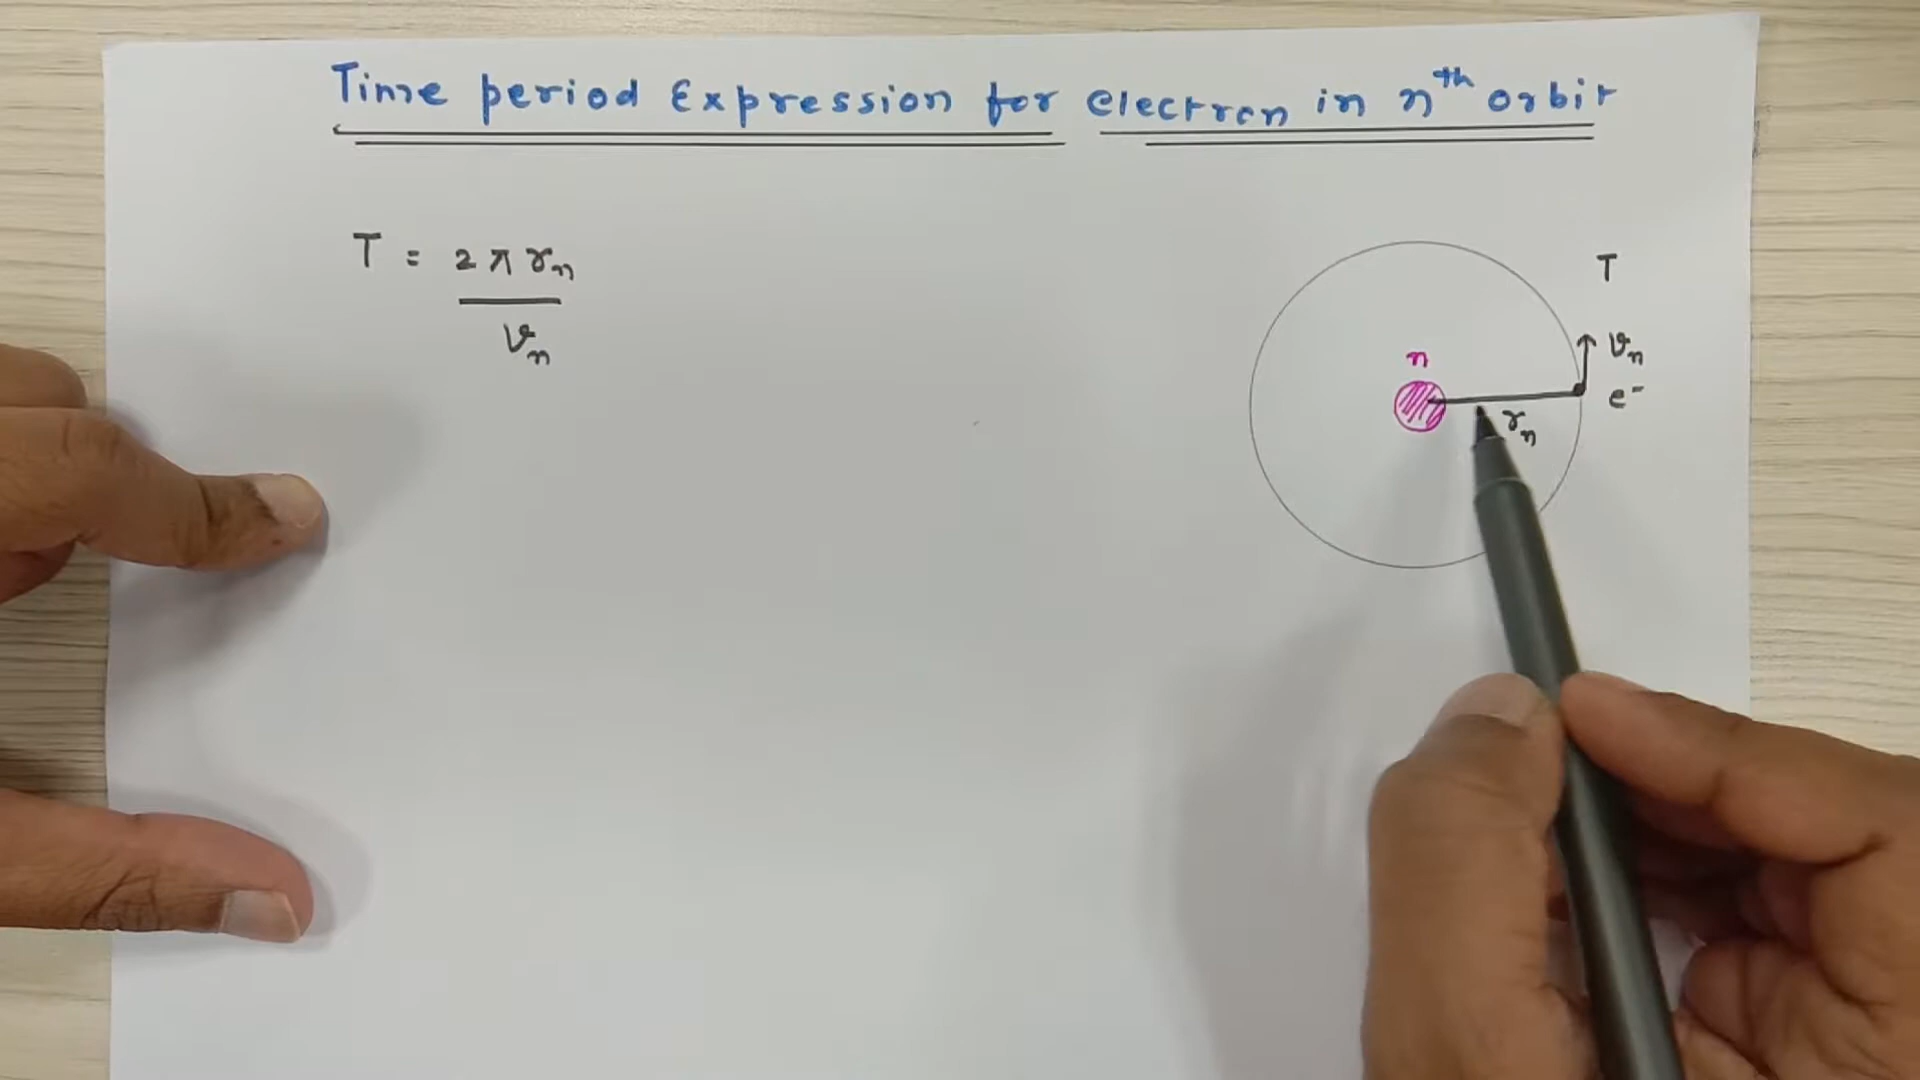 Time period Expression for electron in nth orbit
T = 2πrn
vn
T
vn
n
e-
rn